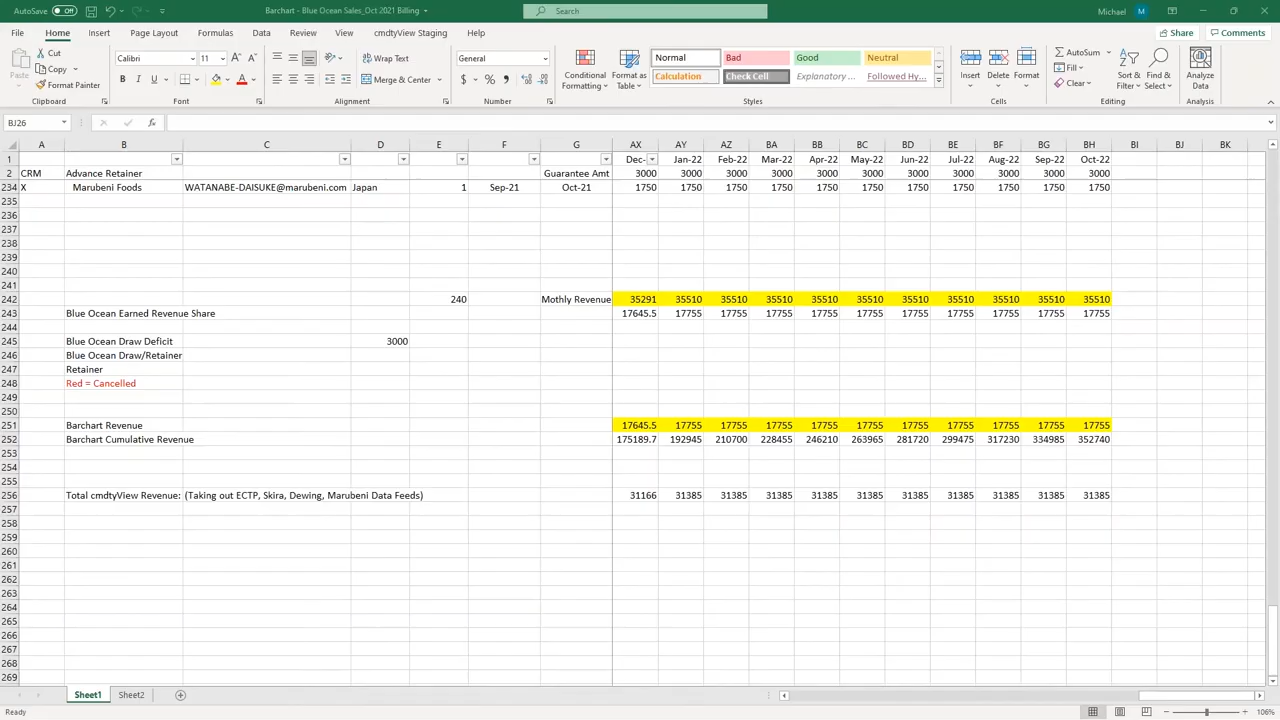 AutoSave Off Barchart - Blue Ocean Sales_Oct 2021 Billing Search Michael M
File Home Insert Page Layout Formulas Data Review View cmdtyView Staging Help Share Comments
Paste Cut Copy Format Painter Clipboard
Calibri 11 B I U Font
Wrap Text Merge & Center Alignment
General $ % Number
Conditional Formatting Format as Table
Normal Bad Good Neutral
Calculation Check Cell Explanatory ... Followed Hy...
Styles
Insert Delete Format Cells
AutoSum Fill Clear Sort & Filter Find & Select Editing
Analyze Data Analysis
BJ26 fx
A B C D E F G AX AY AZ BA BB BC BD BE BF BG BH BI BJ BK
1 Dec- Jan-22 Feb-22 Mar-22 Apr-22 May-22 Jun-22 Jul-22 Aug-22 Sep-22 Oct-22
2 CRM Advance Retainer Guarantee Amt 3000 3000 3000 3000 3000 3000 3000 3000 3000 3000 3000
234 X Marubeni Foods WATANABE-DAISUKE@marubeni.com Japan 1 Sep-21 Oct-21 1750 1750 1750 1750 1750 1750 1750 1750 1750 1750 1750
235
236
237
238
239
240
241
242 240 Mothly Revenue 35291 35510 35510 35510 35510 35510 35510 35510 35510 35510 35510
243 Blue Ocean Earned Revenue Share 17645.5 17755 17755 17755 17755 17755 17755 17755 17755 17755 17755
244
245 Blue Ocean Draw Deficit 3000
246 Blue Ocean Draw/Retainer
247 Retainer
248 Red = Cancelled
249
250
251 Barchart Revenue 17645.5 17755 17755 17755 17755 17755 17755 17755 17755 17755 17755
252 Barchart Cumulative Revenue 175189.7 192945 210700 228455 246210 263965 281720 299475 317230 334985 352740
253
254
255
256 Total cmdtyView Revenue: (Taking out ECTP, Skira, Dewing, Marubeni Data Feeds) 31166 31385 31385 31385 31385 31385 31385 31385 31385 31385 31385
257
258
259
260
261
262
263
264
265
266
267
268
269
Sheet1 Sheet2
Ready 106%